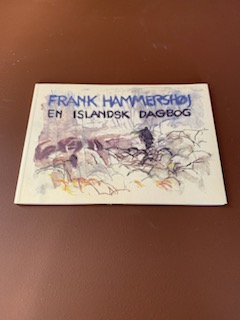 FRANK HAMMERSHØJ
EN ISLANDSK DAGBOG